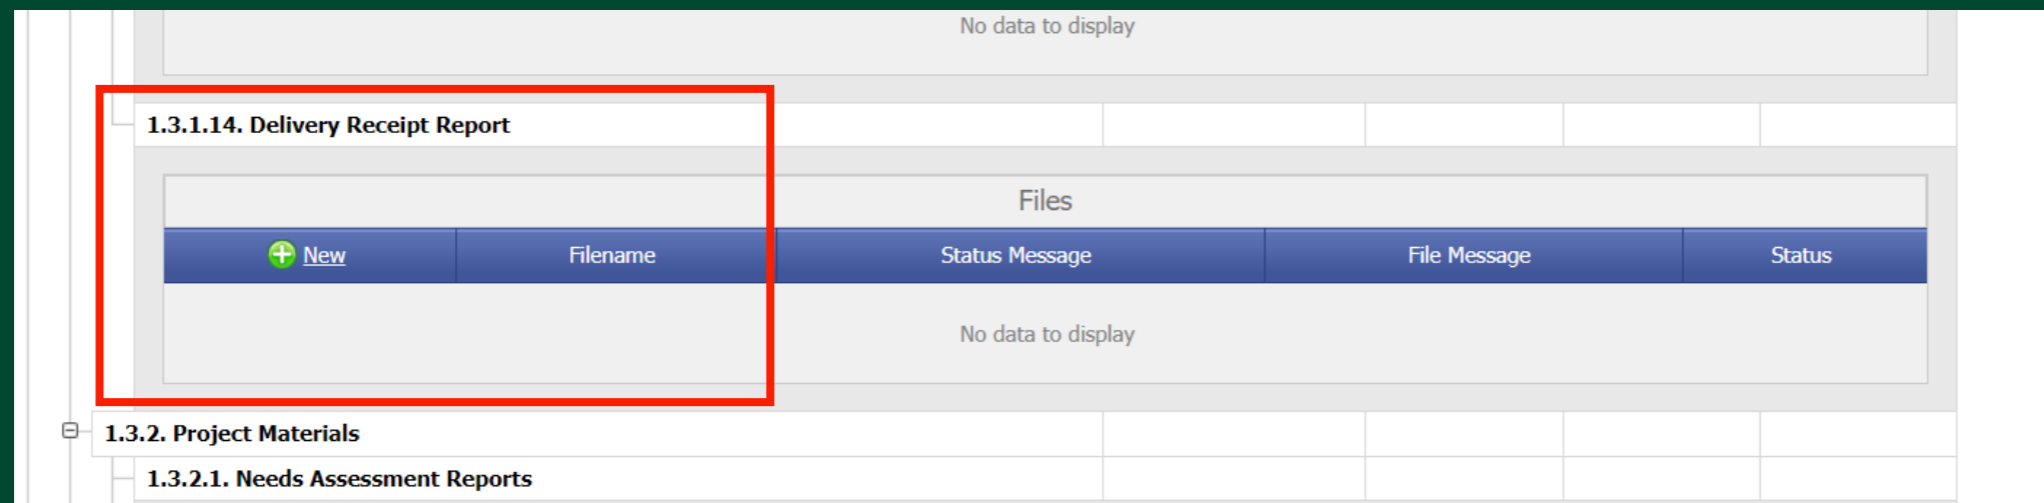 No data to display
1.3.1.14. Delivery Receipt Report
Files
New Filename Status Message File Message Status
No data to display
1.3.2. Project Materials
1.3.2.1. Needs Assessment Reports